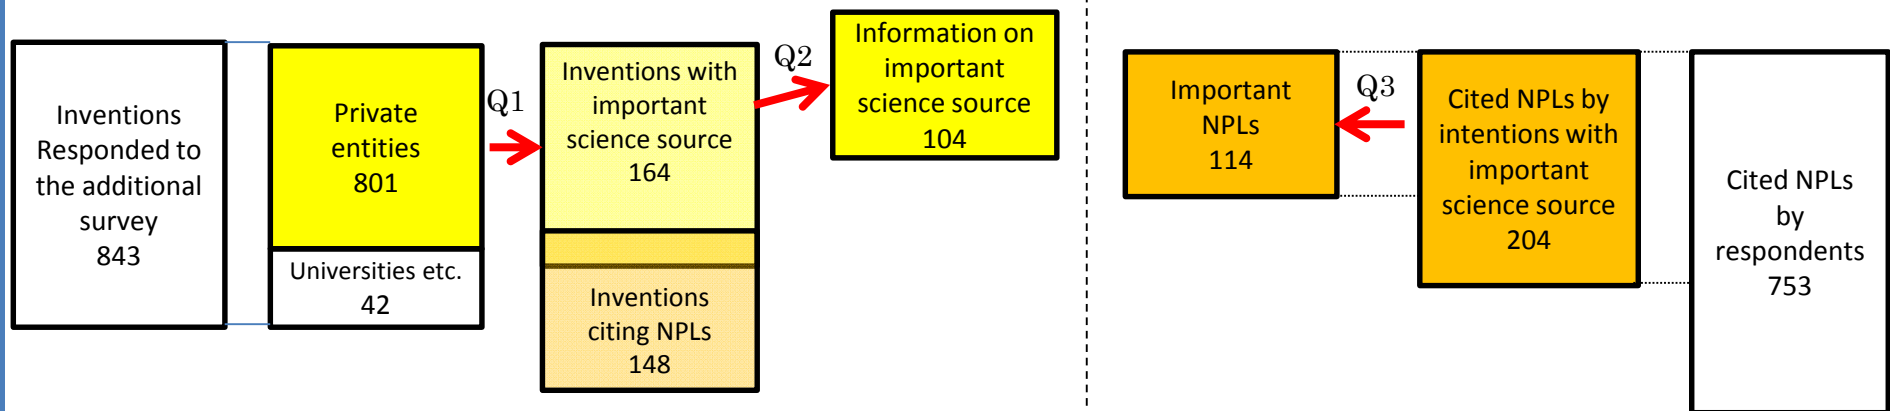 Inventions
Responded to
the additional
survey
843
Private
entities
801
Universities etc.
42
Q1
Inventions with
important
science source
164
Inventions
citing NPLs
148
Q2
Information on
important
science source
104
Important
NPLs
114
Q3
Cited NPLs by
intentions with
important
science source
204
Cited NPLs
by
respondents
753